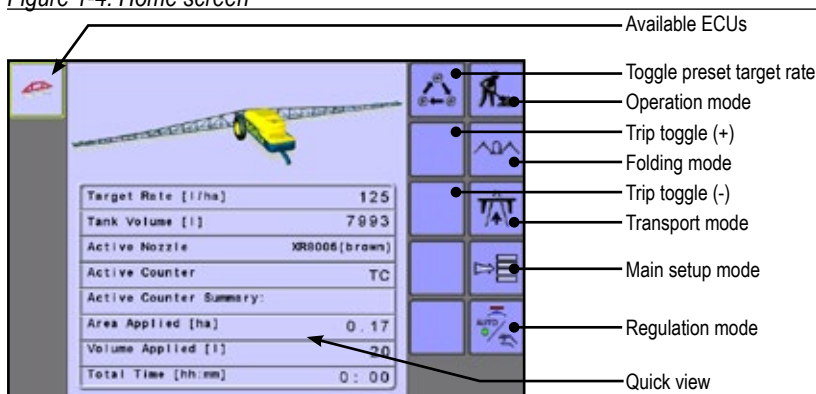 Figure 1-4: Home screen
Available ECUs
Toggle preset target rate
Operation mode
Trip toggle (+)
Folding mode
Trip toggle (-)
Transport mode
Main setup mode
Regulation mode
Quick view
Target Rate [l/ha] 125
Tank Volume [l] 7993
Active Nozzle XR8005(brown)
Active Counter TC
Active Counter Summary:
Area Applied [ha] 0.17
Volume Applied [l] 20
Total Time [hh:mm] 0:00
AUTO